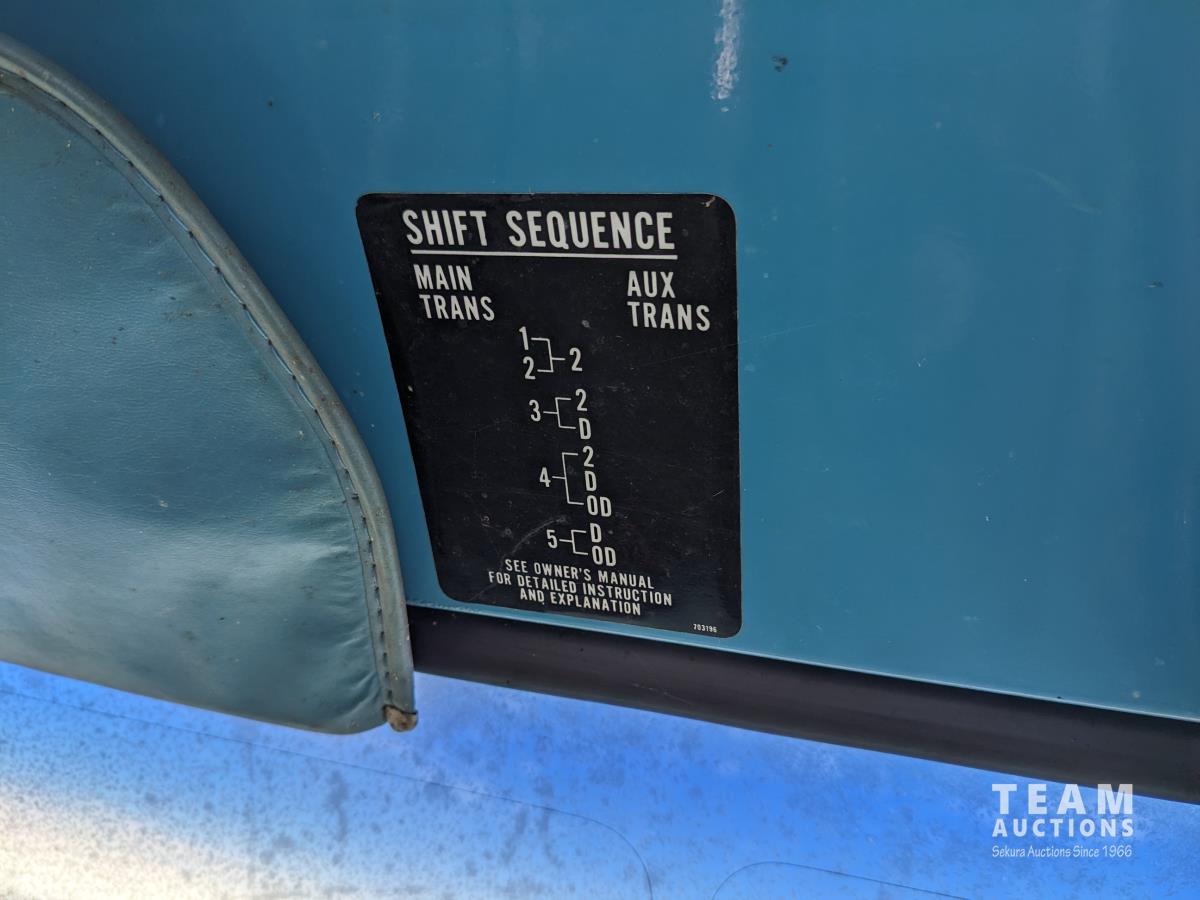 SHIFT SEQUENCE
MAIN TRANS
AUX TRANS
1
2
2
3
2
D
4
2
D
OD
5
D
OD
SEE OWNER'S MANUAL
FOR DETAILED INSTRUCTION
AND EXPLANATION
703196
TEAM
AUCTIONS
Sekura Auctions Since 1966